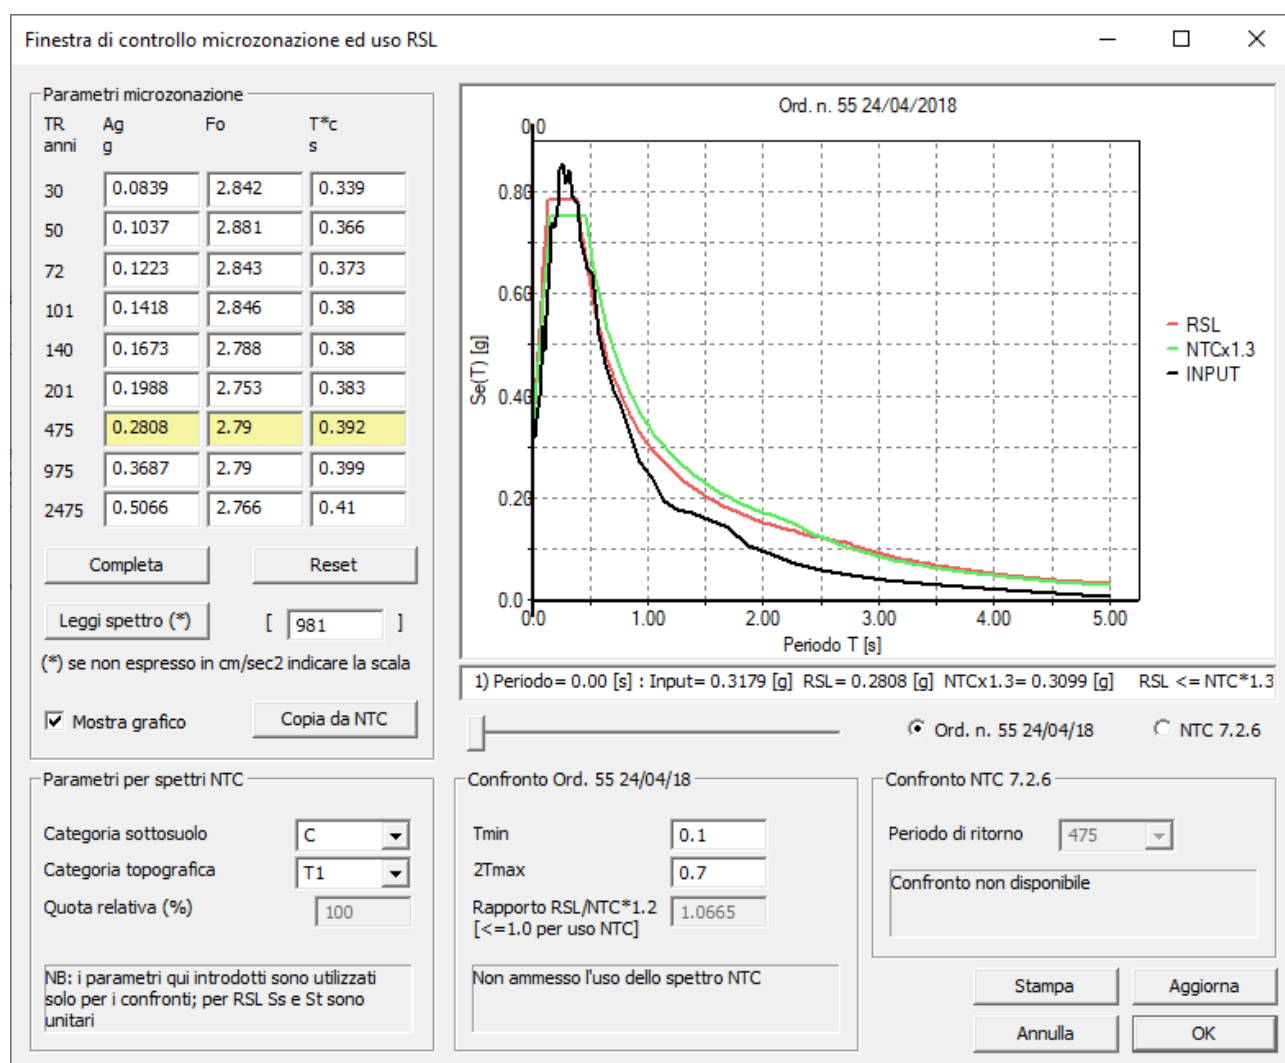 Finestra di controllo microzonazione ed uso RSL
Parametri microzonazione
TR Ag Fo T*c
anni g s
30 0.0839 2.842 0.339
50 0.1037 2.881 0.366
72 0.1223 2.843 0.373
101 0.1418 2.846 0.38
140 0.1673 2.788 0.38
201 0.1988 2.753 0.383
475 0.2808 2.79 0.392
975 0.3687 2.79 0.399
2475 0.5066 2.766 0.41
Completa Reset
Leggi spettro (*) [ 981 ]
(*) se non espresso in cm/sec2 indicare la scala
Mostra grafico Copia da NTC
Ord. n. 55 24/04/2018
0.0
0.80
0.60
0.40
0.20
0.0
Se(T) [g]
RSL
NTCx1.3
INPUT
0.0 1.00 2.00 3.00 4.00 5.00
Periodo T [s]
1) Periodo= 0.00 [s] : Input= 0.3179 [g] RSL= 0.2808 [g] NTCx1.3= 0.3099 [g] RSL <= NTC*1.3
Ord. n. 55 24/04/18 NTC 7.2.6
Parametri per spettri NTC
Categoria sottosuolo C
Categoria topografica T1
Quota relativa (%) 100
NB: i parametri qui introdotti sono utilizzati
solo per i confronti; per RSL Ss e St sono
unitari
Confronto Ord. 55 24/04/18
Tmin 0.1
2Tmax 0.7
Rapporto RSL/NTC*1.2 1.0665
[<=1.0 per uso NTC]
Non ammesso l'uso dello spettro NTC
Confronto NTC 7.2.6
Periodo di ritorno 475
Confronto non disponibile
Stampa Aggiorna
Annulla OK